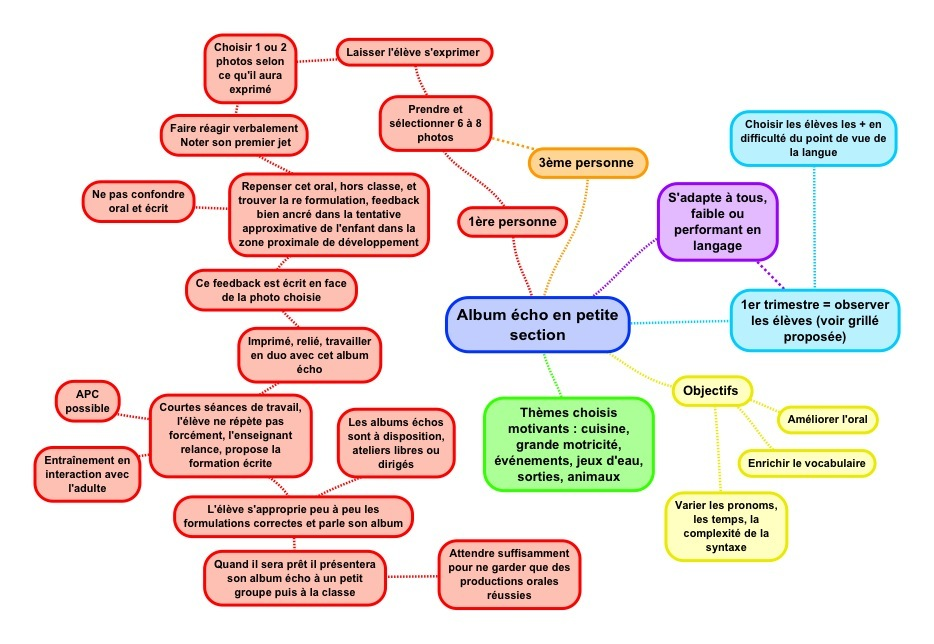 Choisir 1 ou 2
photos selon
ce qu'il aura
exprimé
Laisser l'élève s'exprimer
Prendre et
sélectionner 6 à 8
photos
Faire réagir verbalement
Noter son premier jet
3ème personne
Choisir les élèves les + en
difficulté du point de vue de
la langue
Ne pas confondre
oral et écrit
Repenser cet oral, hors classe, et
trouver la re formulation, feedback
bien ancré dans la tentative
approximative de l'enfant dans la
zone proximale de développement
1ère personne
S'adapte à tous,
faible ou
performant en
langage
Ce feedback est écrit en face
de la photo choisie
Album écho en petite
section
1er trimestre = observer
les élèves (voir grillé
proposée)
Imprimé, relié, travailler
en duo avec cet album
écho
Objectifs
Améliorer l'oral
Enrichir le vocabulaire
Varier les pronoms,
les temps, la
complexité de la
syntaxe
Thèmes choisis
motivants : cuisine,
grande motricité,
événements, jeux d'eau,
sorties, animaux
APC
possible
Courtes séances de travail,
l'élève ne répète pas
forcément, l'enseignant
relance, propose la
formation écrite
Les albums échos
sont à disposition,
ateliers libres ou
dirigés
Entraînement en
interaction avec
l'adulte
L'élève s'approprie peu à peu les
formulations correctes et parle son album
Quand il sera prêt il présentera
son album écho à un petit
groupe puis à la classe
Attendre suffisamment
pour ne garder que des
productions orales
réussies